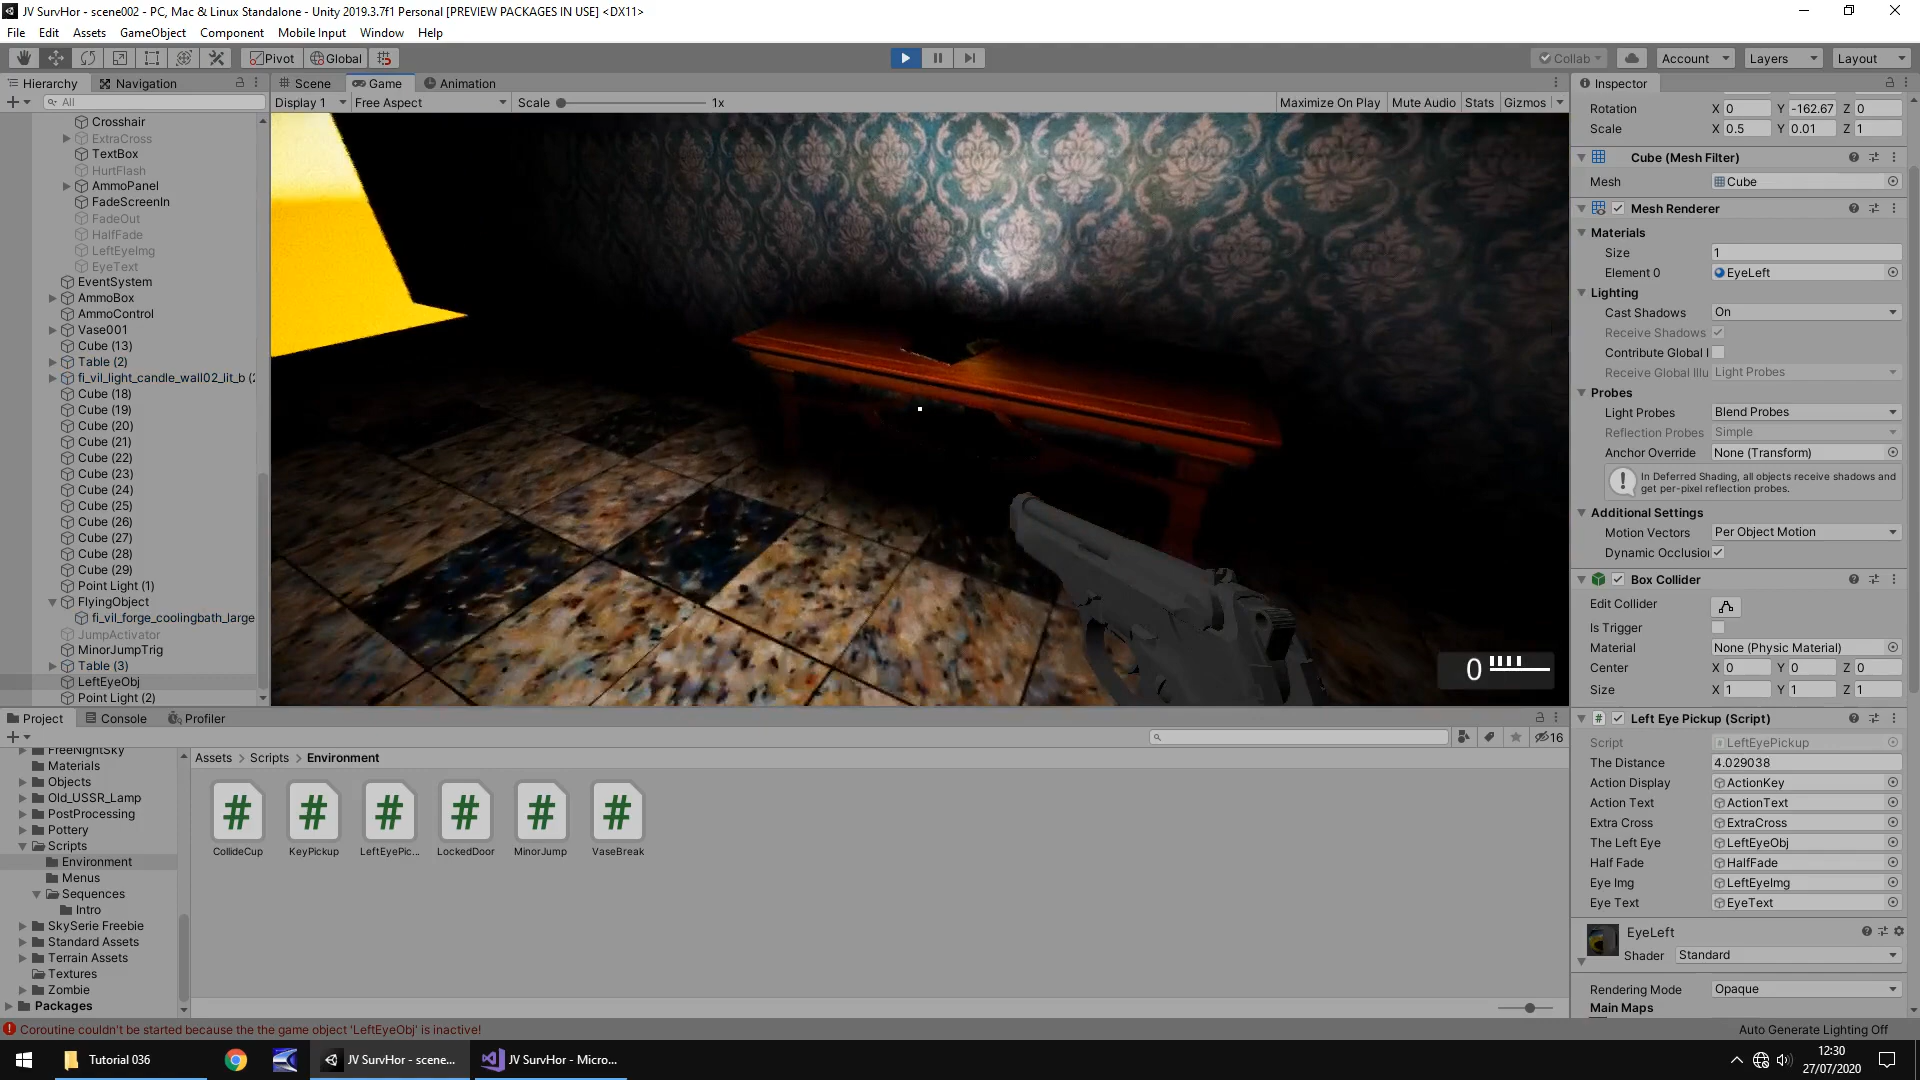 JV SurvHor - scene002 - PC, Mac & Linux Standalone - Unity 2019.3.7f1 Personal [PREVIEW PACKAGES IN USE] <DX11>
File Edit Assets GameObject Component Mobile Input Window Help
Pivot Global Collab Account Layers Layout
Hierarchy Navigation Scene Game Animation Inspector
All Display 1 Free Aspect Scale 1x Maximize On Play Mute Audio Stats Gizmos
Crosshair
ExtraCross
TextBox
HurtFlash
AmmoPanel
FadeScreenIn
FadeOut
HalfFade
LeftEyeImg
EyeText
EventSystem
AmmoBox
AmmoControl
Vase001
Cube (13)
Table (2)
fi_vil_light_candle_wall02_lit_b (2
Cube (18)
Cube (19)
Cube (20)
Cube (21)
Cube (22)
Cube (23)
Cube (24)
Cube (25)
Cube (26)
Cube (27)
Cube (28)
Cube (29)
Point Light (1)
FlyingObject
fi_vil_forge_coolingbath_large
JumpActivator
MinorJumpTrig
Table (3)
LeftEyeObj
Point Light (2)
0
Rotation X 0 Y -162.67 Z 0
Scale X 0.5 Y 0.01 Z 1
Cube (Mesh Filter)
Mesh Cube
Mesh Renderer
Materials
Size 1
Element 0 EyeLeft
Lighting
Cast Shadows On
Receive Shadows
Contribute Global I
Receive Global Illu Light Probes
Probes
Light Probes Blend Probes
Reflection Probes Simple
Anchor Override None (Transform)
In Deferred Shading, all objects receive shadows and
get per-pixel reflection probes.
Additional Settings
Motion Vectors Per Object Motion
Dynamic Occlusion
Box Collider
Edit Collider
Is Trigger
Material None (Physic Material)
Center X 0 Y 0 Z 0
Size X 1 Y 1 Z 1
Left Eye Pickup (Script)
Script LeftEyePickup
The Distance 4.029038
Action Display ActionKey
Action Text ActionText
Extra Cross ExtraCross
The Left Eye LeftEyeObj
Half Fade HalfFade
Eye Img LeftEyeImg
Eye Text EyeText
EyeLeft
Shader Standard
Rendering Mode Opaque
Main Maps
Project Console Profiler
16
FreeNightSky
Materials
Objects
Old_USSR_Lamp
PostProcessing
Pottery
Scripts
Environment
Menus
Sequences
Intro
SkySerie Freebie
Standard Assets
Terrain Assets
Textures
Zombie
Packages
Assets > Scripts > Environment
# # # # # #
CollideCup KeyPickup LeftEyePic... LockedDoor MinorJump VaseBreak
Coroutine couldn't be started because the the game object 'LeftEyeObj' is inactive!
Auto Generate Lighting Off
Tutorial 036 JV SurvHor - scene... JV SurvHor - Micro...
12:30
27/07/2020